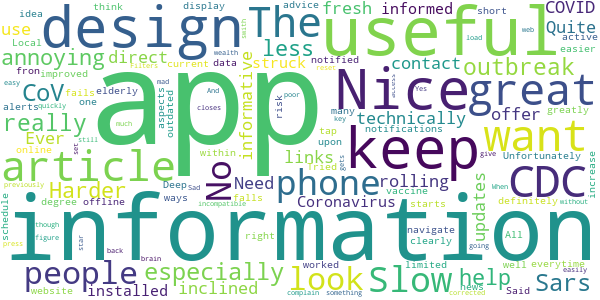 idea think display advice fresh informed short COVID
design The useful
use Local annoying direct less struck
Quite active easier
contact outbreak
app Nice great
CoV improved notified current data
really fails elderly technically offer want
alerts one
Ever online article
aspects outdated informative risk poor many tap
links keep notifications greatly
No phone rolling CDC
Harder Need Coronavirus upon Unfortunately
previously offline within tried
degree Deep Sad falls vaccine increase
schedule ways starts definitely without
information
though figure right navigate clearly All updates
people especially look Slow help Sars
website installed inclined worked limited news well everytime
back brain star press
Said easily
complain something corrected
incompatible
And closes mad quickly set still much easy
wealth web load key give gets going When Yes